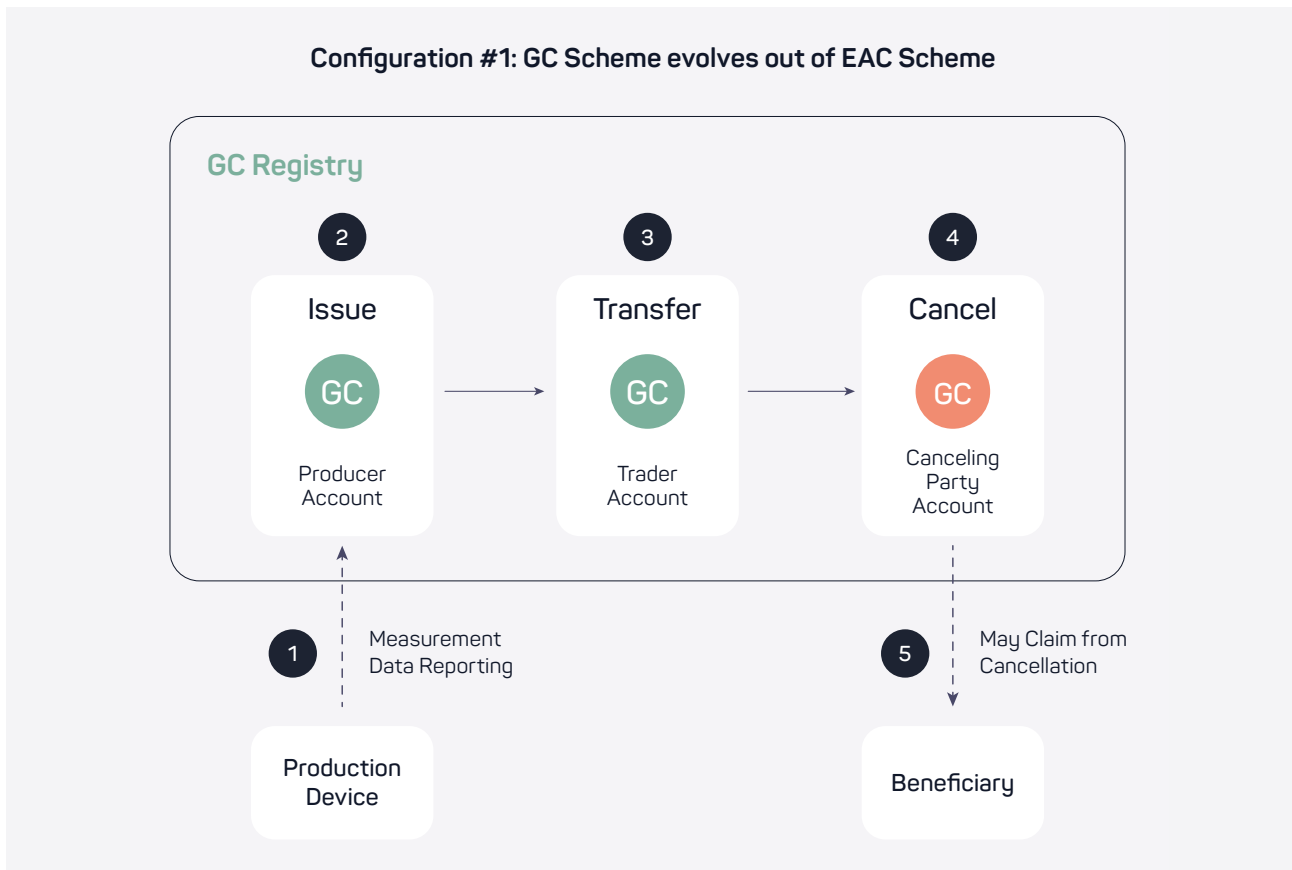 Configuration #1: GC Scheme evolves out of EAC Scheme
GC Registry
2
Issue
GC
Producer
Account
3
Transfer
GC
Trader
Account
4
Cancel
GC
Canceling
Party
Account
1
Measurement
Data Reporting
5
May Claim from
Cancellation
Production
Device
Beneficiary